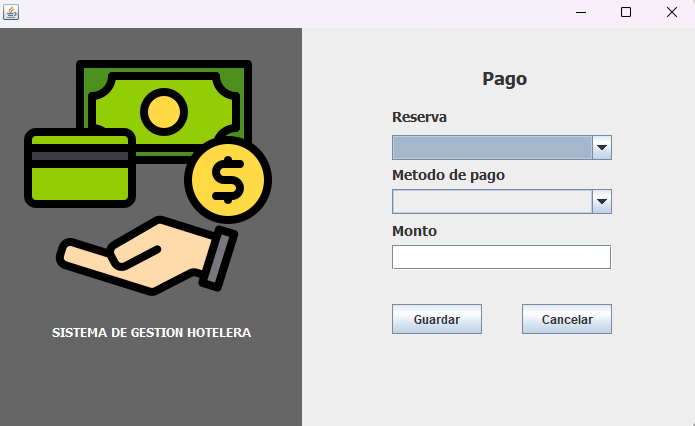 $
SISTEMA DE GESTION HOTELERA
Pago
Reserva
Metodo de pago
Monto
Guardar
Cancelar